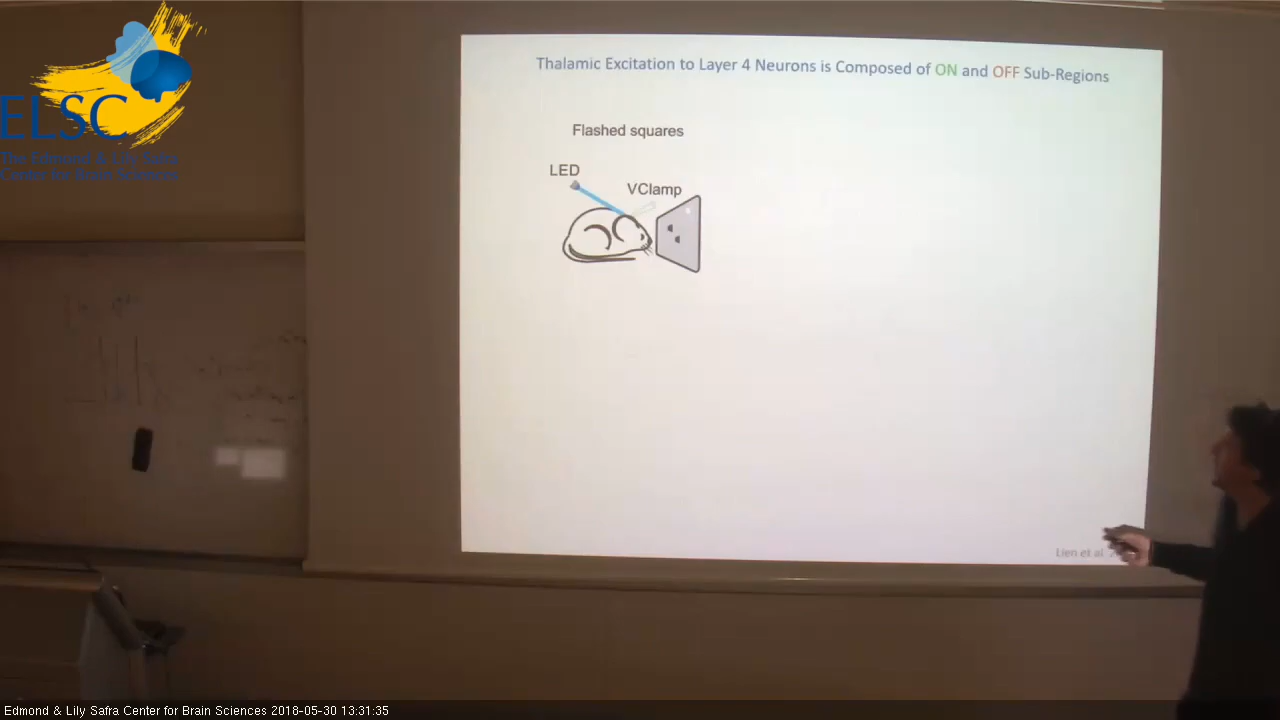 ELSC
The Edmond & Lily Safra
Center for Brain Sciences
Thalamic Excitation to Layer 4 Neurons is Composed of ON and OFF Sub-Regions
Flashed squares
LED
VClamp
Lien et al
Edmond & Lily Safra Center for Brain Sciences 2018-05-30 13:31:35